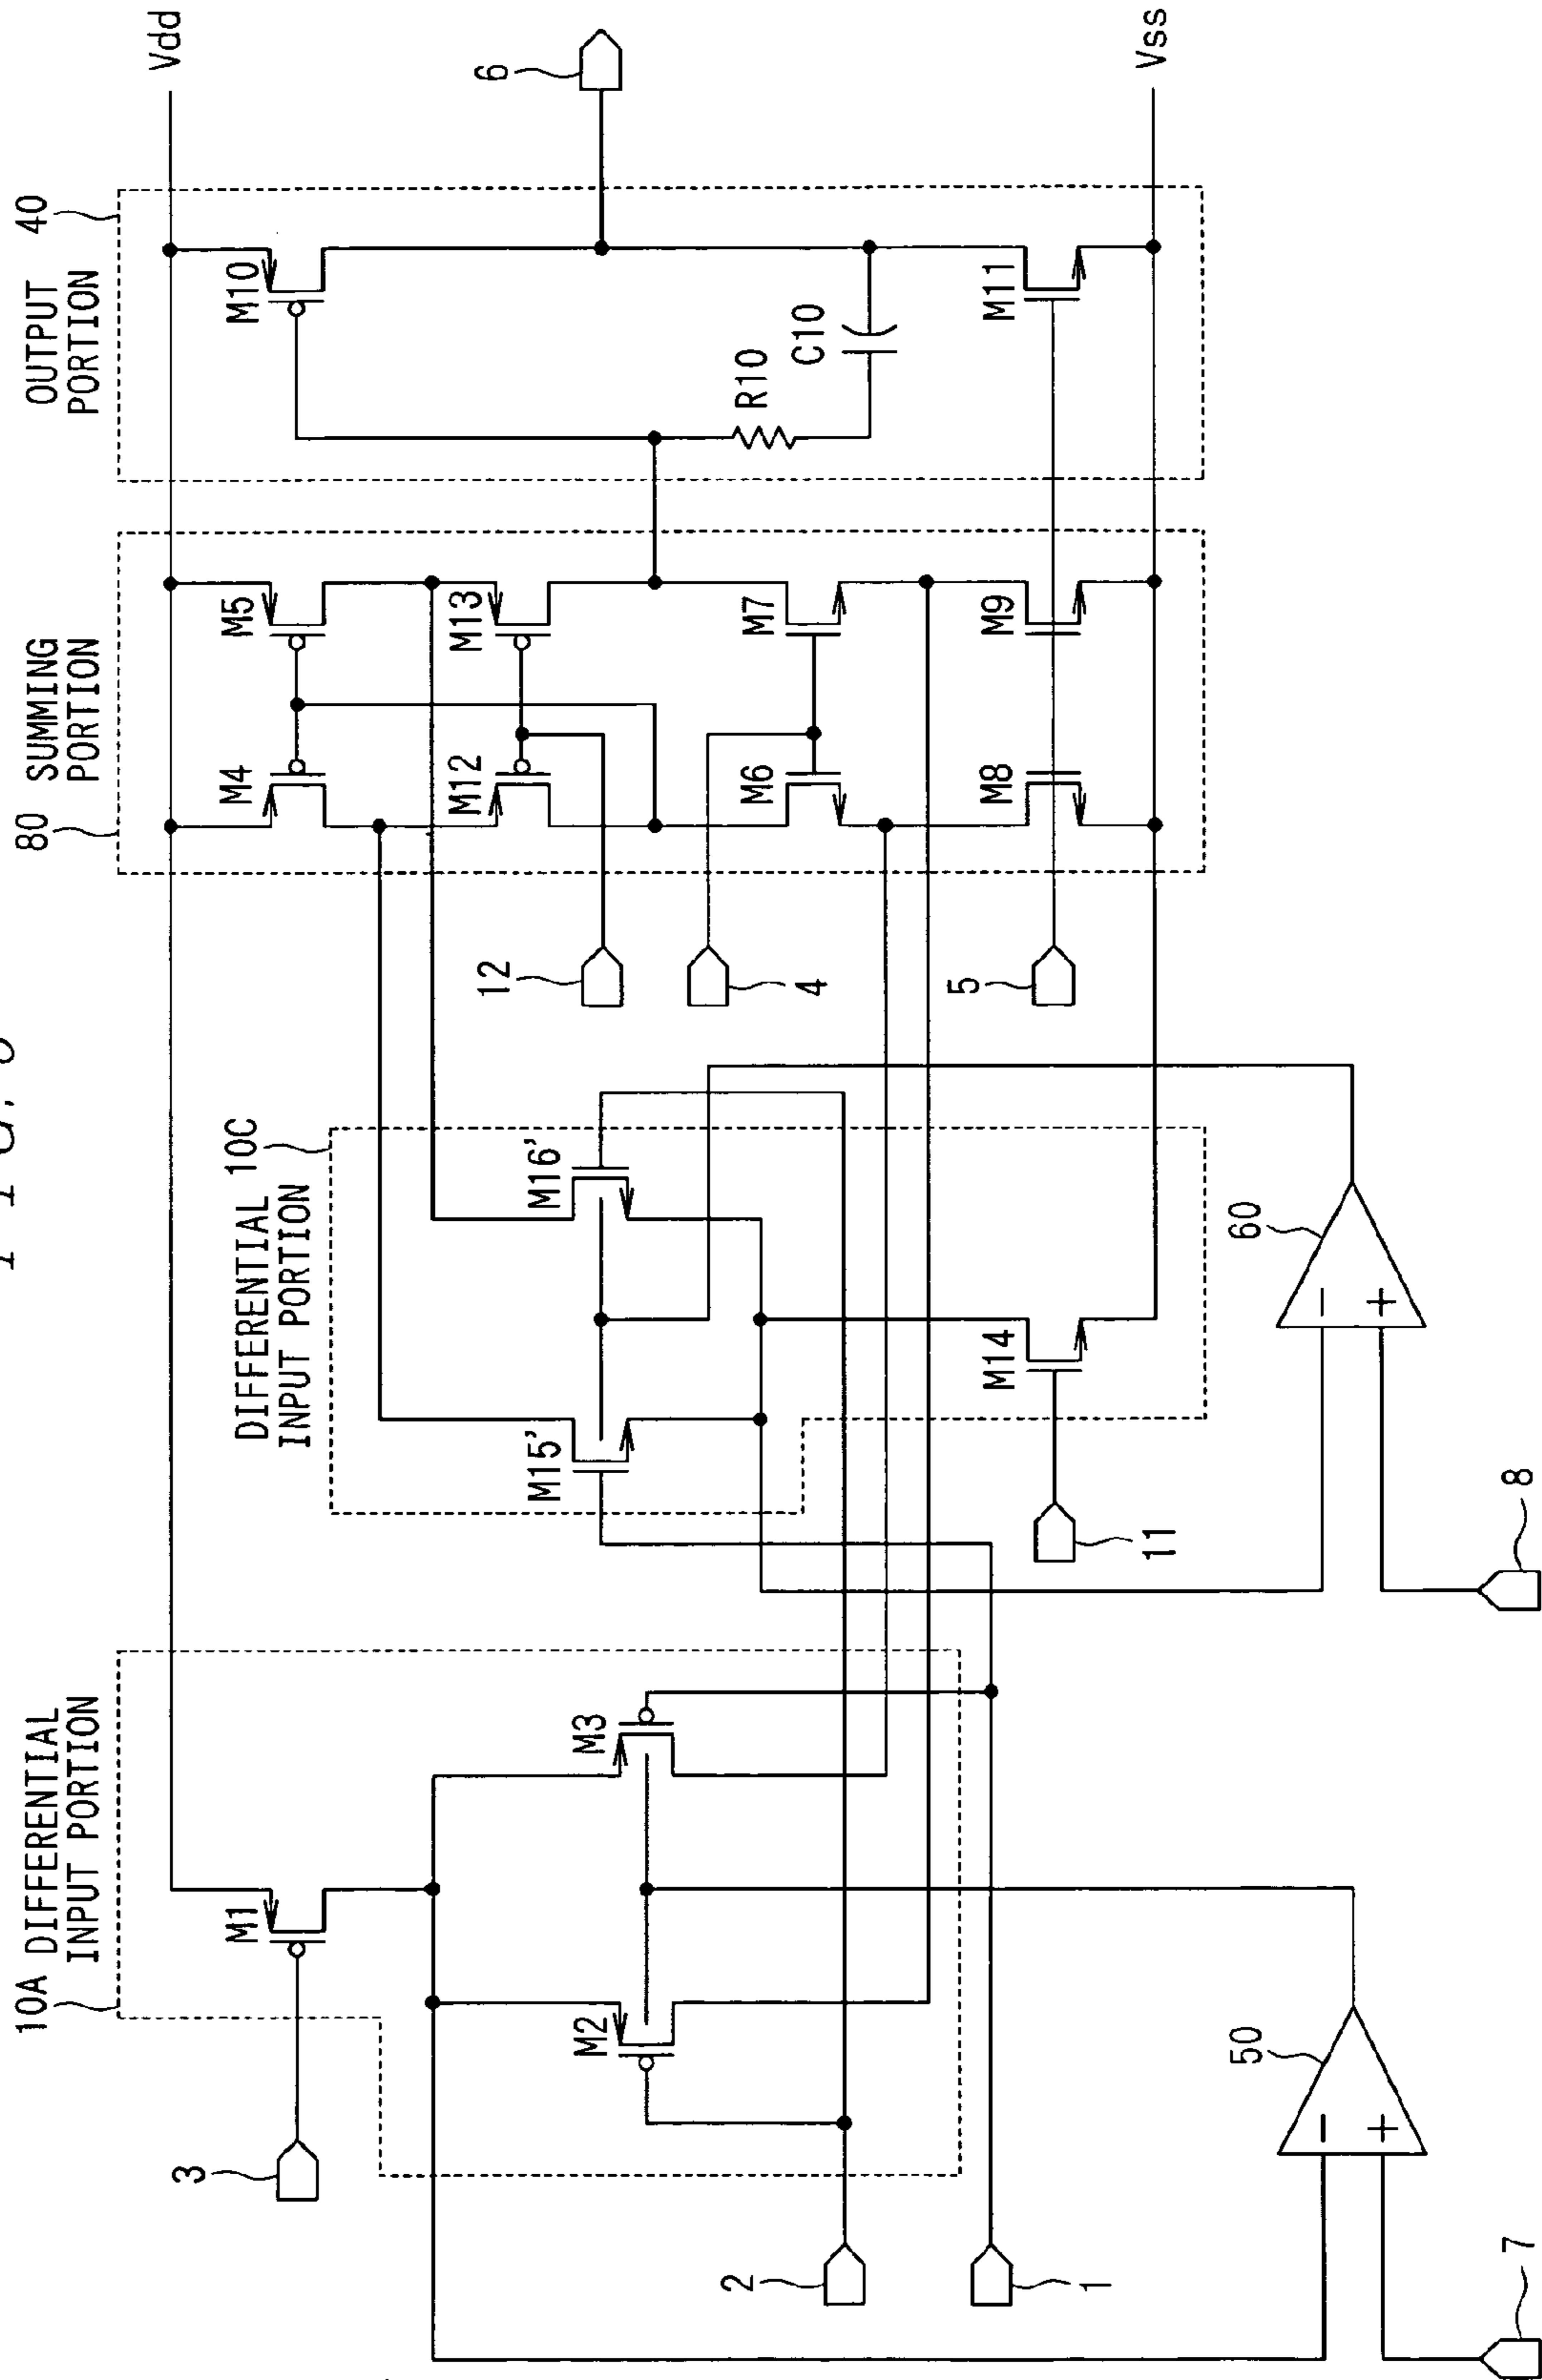 10A DIFFERENTIAL
INPUT PORTION
DIFFERENTIAL 10C
INPUT PORTION
80 SUMMING
PORTION
OUTPUT 40
PORTION
Vdd
3
M1
M4
M5
M10
M2
M3
M15'
M16'
M12
M13
6
12
2
4
M6
M7
R10
C10
1
11
M14
5
M8
M9
M11
Vss
50
−
+
60
−
+
7
8